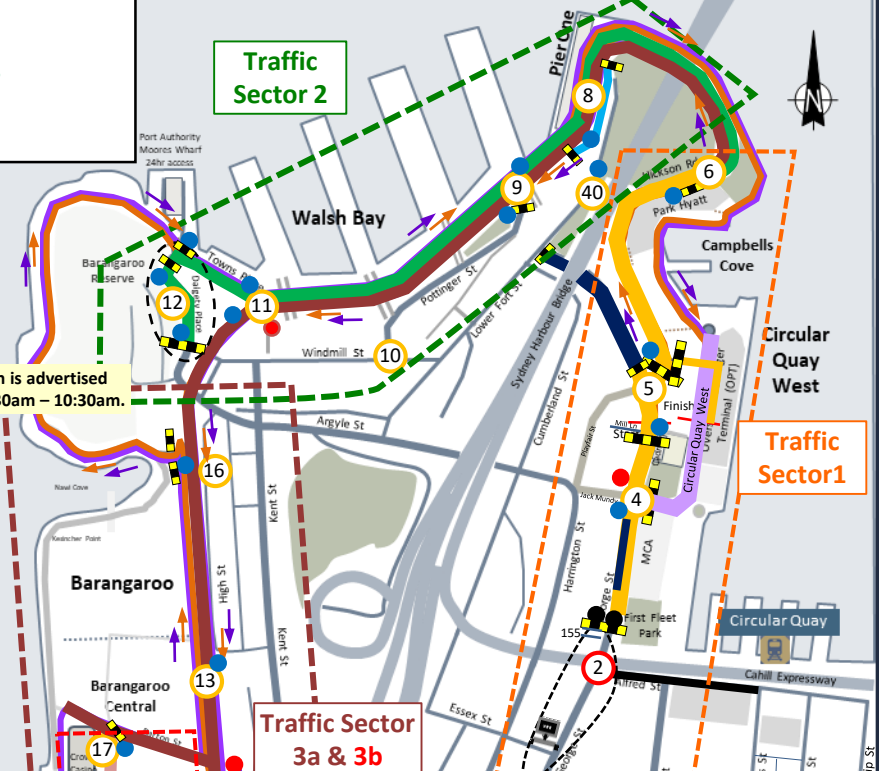 Pier One
N
Traffic
Sector 2
8
Port Authority
Moores Wharf
24hr access
9
40
Hickson Rd
6
Park Hyatt
Walsh Bay
Campbells
Cove
Barangaroo
Reserve
Towns
12
Dalgety Place
11
Pottinger St
Lower Fort St
Sydney Harbour Bridge
Circular
Quay
West
Terminal (OPT)
Windmill St
10
n is advertised
30am – 10:30am.
5
Finish
Mill Ln
Circular Quay West
Cumberland St
Playfair St
Argyle St
Traffic
Sector1
16
Nawi Cove
Kent St
4
Jack Munde
Harrington St
MCA
Barangaroo
High St
First Fleet
Park
155
Circular Quay
Kent St
2
Alfred St
Cahill Expressway
13
Barangaroo
Central
Traffic Sector
3a & 3b
Essex St
George St
17